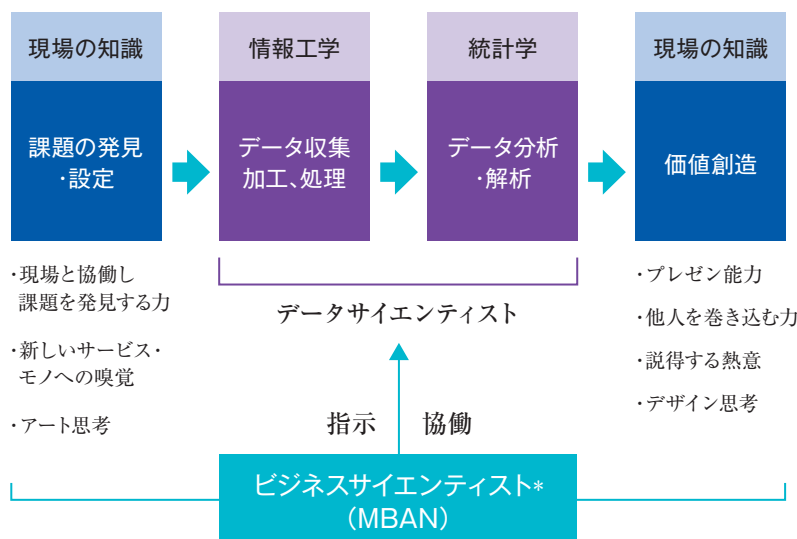 現場の知識
課題の発見
・設定
・現場と協働し
課題を発見する力
・新しいサービス・
モノへの嗅覚
・アート思考
情報工学
データ収集
加工、処理
統計学
データ分析
・解析
データサイエンティスト
現場の知識
価値創造
・プレゼン能力
・他人を巻き込む力
・説得する熱意
・デザイン思考
指示 協働
ビジネスサイエンティスト*
(MBAN)